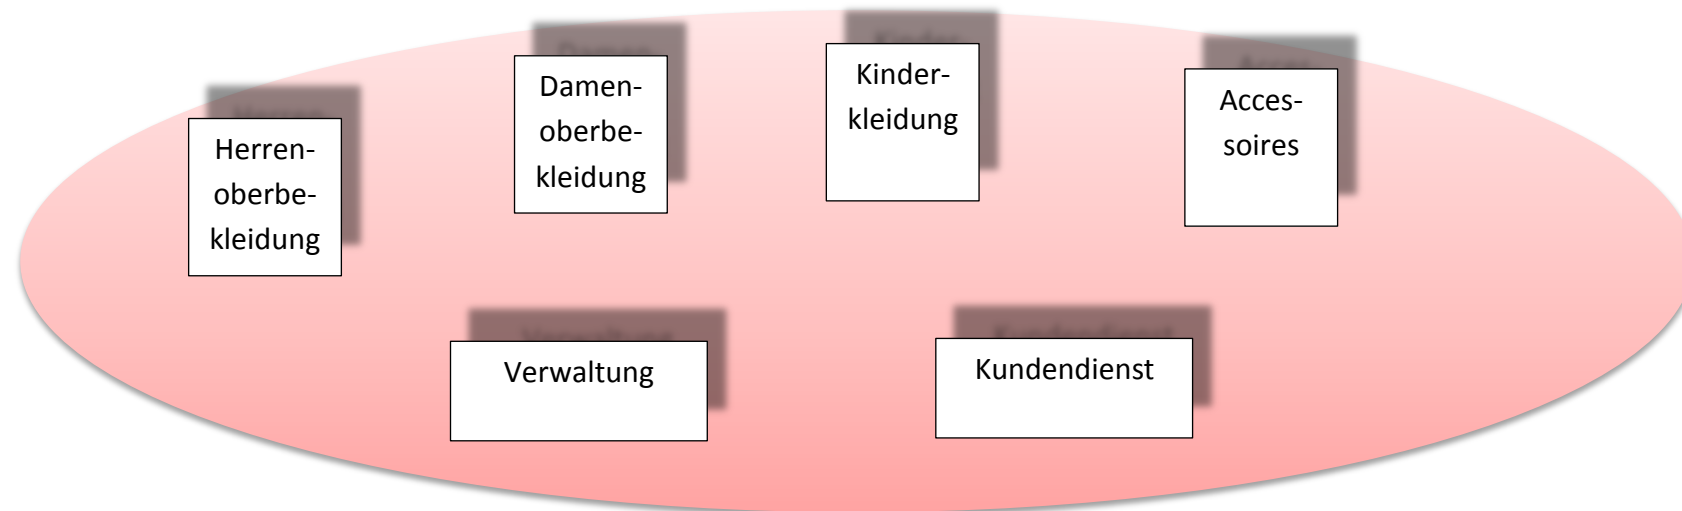 Herren-
oberbe-
kleidung
Damen-
oberbe-
kleidung
Kinder-
kleidung
Acces-
soires
Verwaltung
Kundendienst